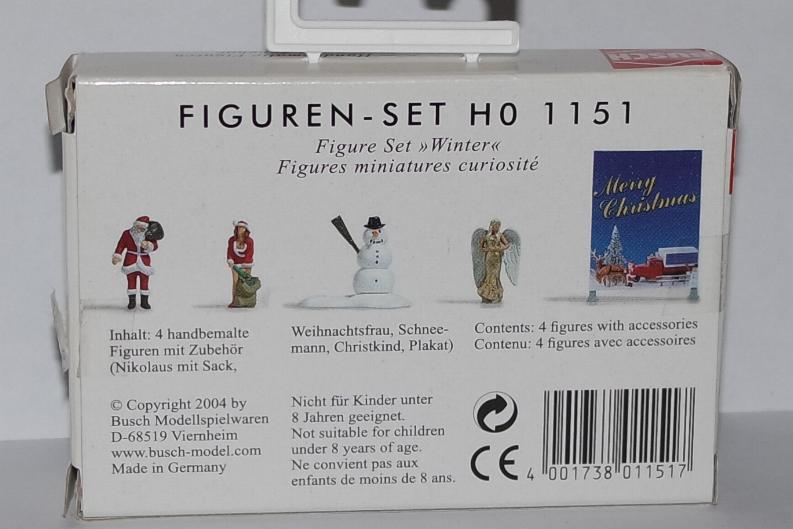 BUSCH
FIGUREN-SET H0 1151
Figure Set »Winter«
Figures miniatures curiosité
Merry
Christmas
Inhalt: 4 handbemalte
Figuren mit Zubehör
(Nikolaus mit Sack,
Weihnachtsfrau, Schnee-
mann, Christkind, Plakat)
Contents: 4 figures with accessories
Contenu: 4 figures avec accessoires
© Copyright 2004 by
Busch Modellspielwaren
D-68519 Viernheim
www.busch-model.com
Made in Germany
Nicht für Kinder unter
8 Jahren geeignet.
Not suitable for children
under 8 years of age.
Ne convient pas aux
enfants de moins de 8 ans.
CE
4 001738 011517